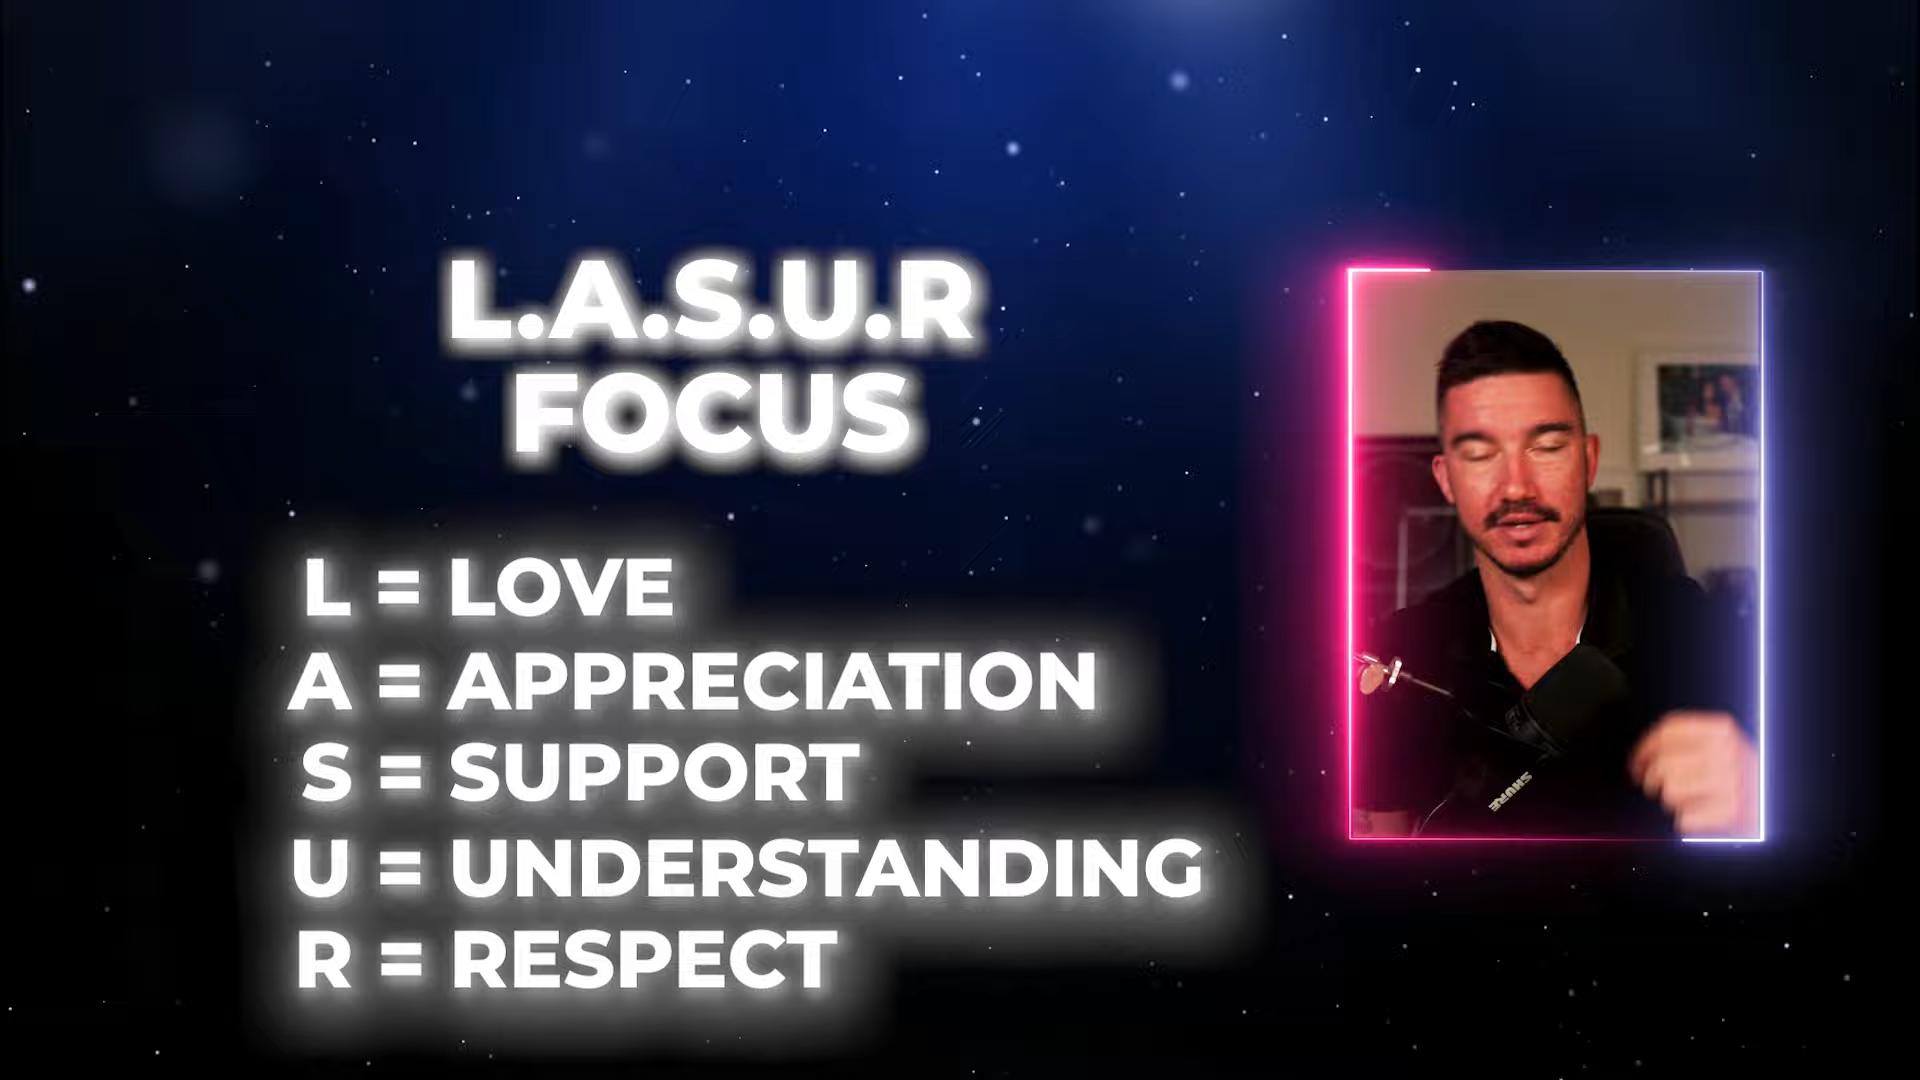 L.A.S.U.R
FOCUS
L = LOVE
A = APPRECIATION
S = SUPPORT
U = UNDERSTANDING
R = RESPECT
SHURE